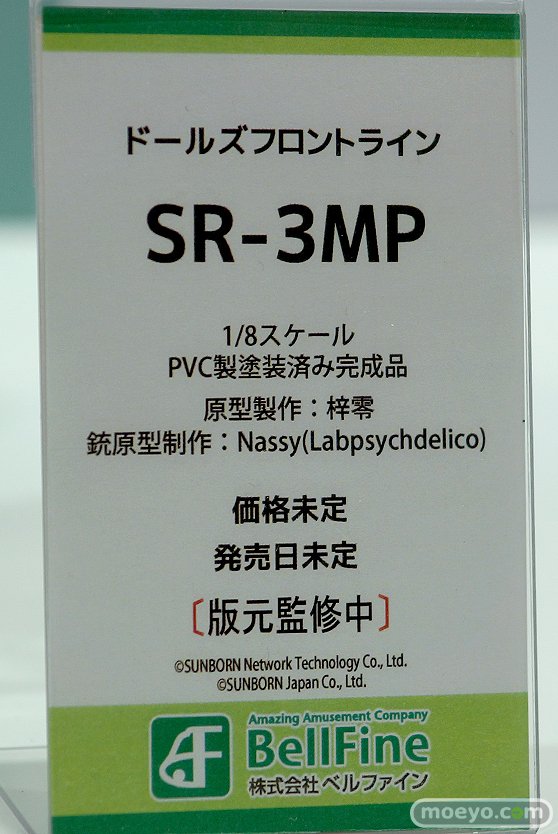 ドールズフロントライン
SR-3MP
1/8スケール
PVC製塗装済み完成品
原型製作：梓零
銃原型制作：Nassy(Labpsychdelico)
価格未定
発売日未定
〔版元監修中〕
©SUNBORN Network Technology Co., Ltd.
©SUNBORN Japan Co., Ltd.
Amazing Amusement Company
BellFine
株式会社 ベルファイン
moeyo.com